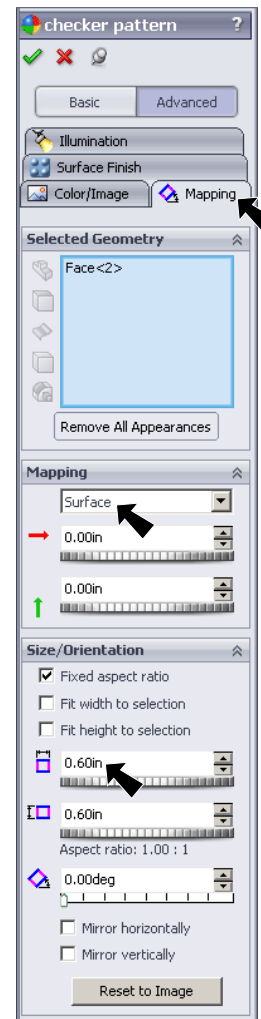 checker pattern ?
Basic Advanced
Illumination
Surface Finish
Color/Image Mapping
Selected Geometry
Face<2>
Remove All Appearances
Mapping
Surface
0.00in
0.00in
Size/Orientation
Fixed aspect ratio
Fit width to selection
Fit height to selection
0.60in
0.60in
Aspect ratio: 1.00 : 1
0.00deg
Mirror horizontally
Mirror vertically
Reset to Image